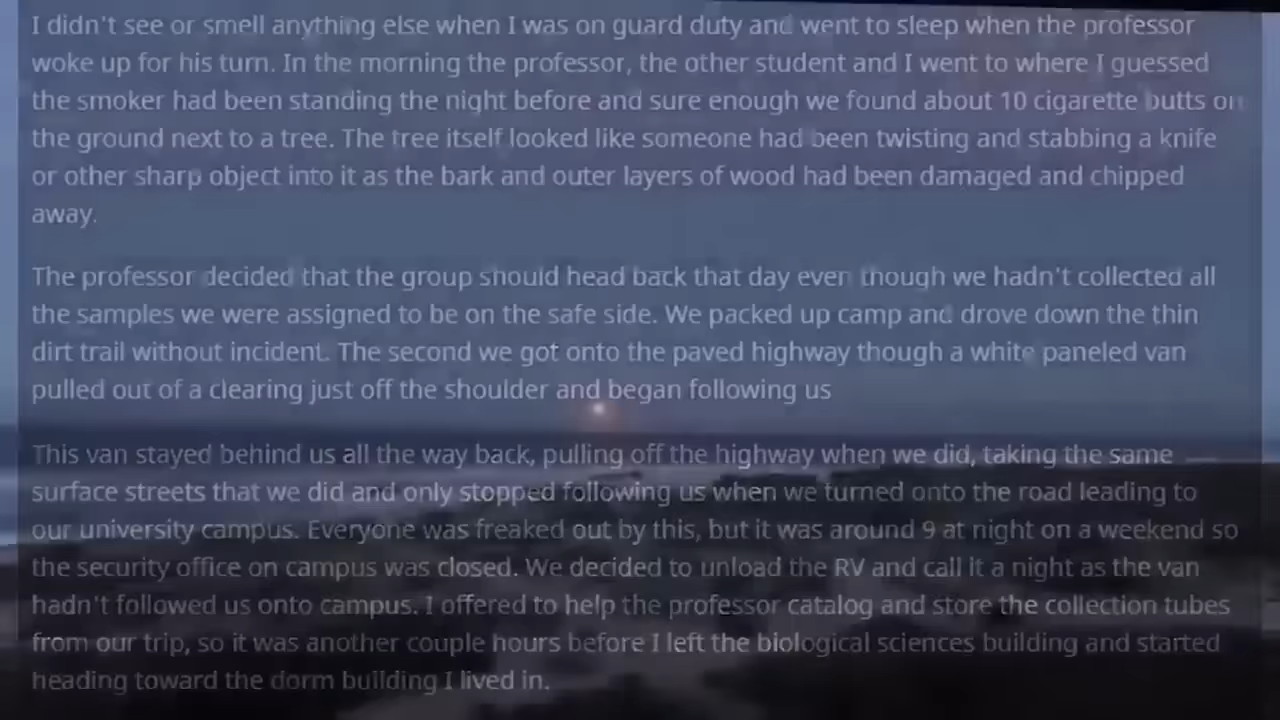 I didn't see or smell anything else when I was on guard duty and went to sleep when the professor
woke up for his turn. In the morning the professor, the other student and I went to where I guessed
the smoker had been standing the night before and sure enough we found about 10 cigarette butts on
the ground next to a tree. The tree itself looked like someone had been twisting and stabbing a knife
or other sharp object into it as the bark and outer layers of wood had been damaged and chipped
away.
The professor decided that the group should head back that day even though we hadn't collected all
the samples we were assigned to be on the safe side. We packed up camp and drove down the thin
dirt trail without incident. The second we got onto the paved highway though a white paneled van
pulled out of a clearing just off the shoulder and began following us
This van stayed behind us all the way back, pulling off the highway when we did, taking the same
surface streets that we did and only stopped following us when we turned onto the road leading to
our university campus. Everyone was freaked out by this, but it was around 9 at night on a weekend so
the security office on campus was closed. We decided to unload the RV and call it a night as the van
hadn't followed us onto campus. I offered to help the professor catalog and store the collection tubes
from our trip, so it was another couple hours before I left the biological sciences building and started
heading toward the dorm building I lived in.